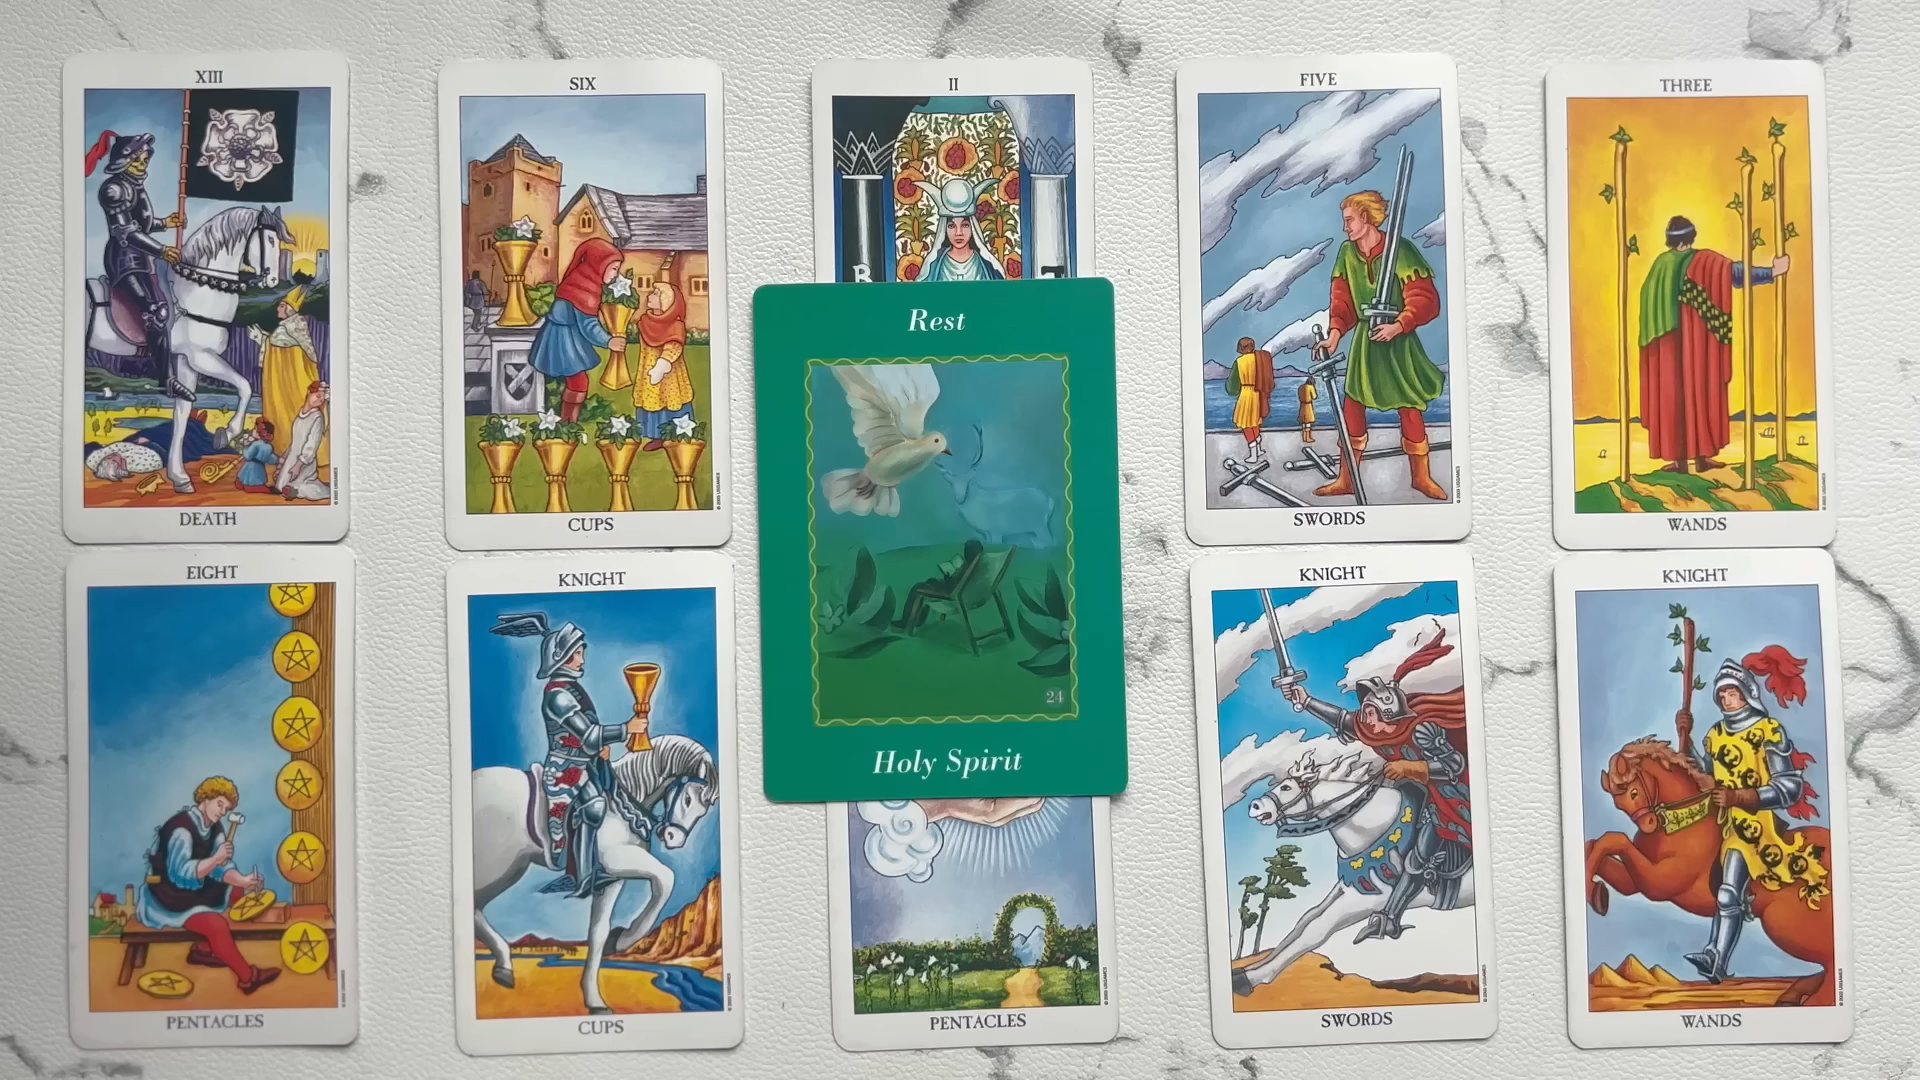 XIII
DEATH
SIX
CUPS
II
B
FIVE
SWORDS
THREE
WANDS
Rest
24
Holy Spirit
EIGHT
PENTACLES
KNIGHT
CUPS
PENTACLES
KNIGHT
SWORDS
KNIGHT
WANDS